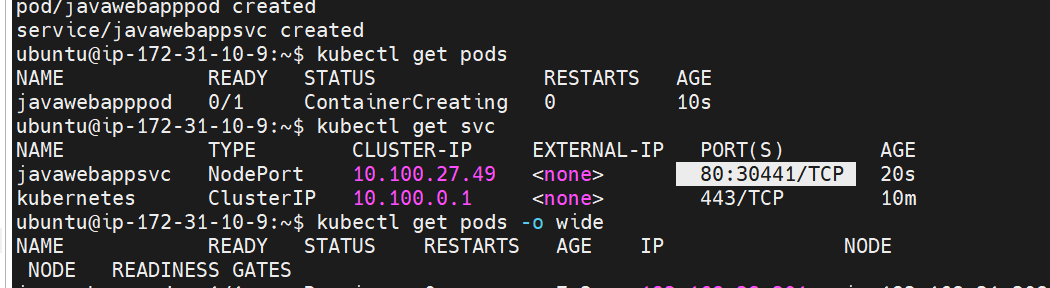 pod/javawebapppod created
service/javawebappsvc created
ubuntu@ip-172-31-10-9:~$ kubectl get pods
NAME READY STATUS RESTARTS AGE
javawebapppod 0/1 ContainerCreating 0 10s
ubuntu@ip-172-31-10-9:~$ kubectl get svc
NAME TYPE CLUSTER-IP EXTERNAL-IP PORT(S) AGE
javawebappsvc NodePort 10.100.27.49 <none> 80:30441/TCP 20s
kubernetes ClusterIP 10.100.0.1 <none> 443/TCP 10m
ubuntu@ip-172-31-10-9:~$ kubectl get pods -o wide
NAME READY STATUS RESTARTS AGE IP NODE
NODE READINESS GATES